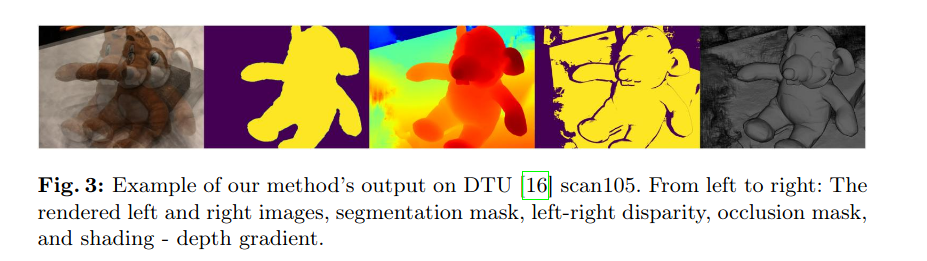 Fig. 3: Example of our method's output on DTU [16] scan105. From left to right: The
rendered left and right images, segmentation mask, left-right disparity, occlusion mask,
and shading - depth gradient.